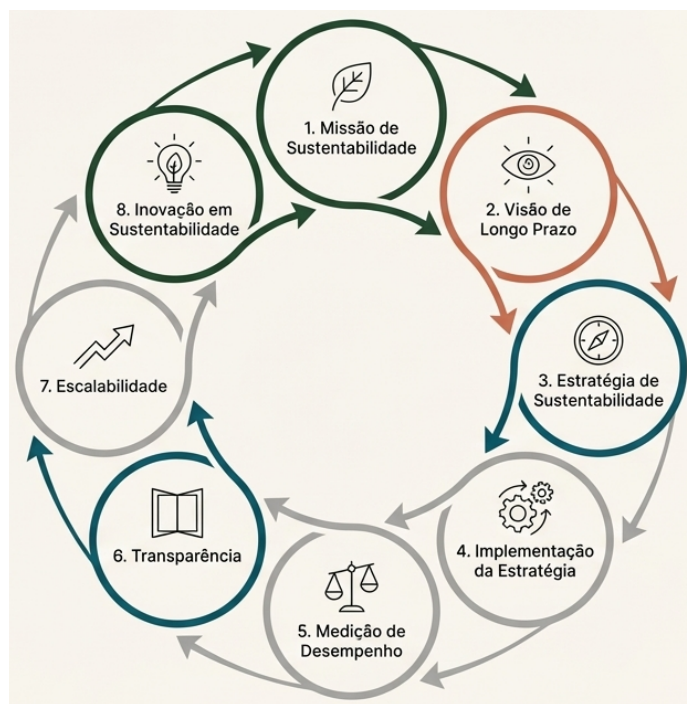 1. Missão de
Sustentabilidade
2. Visão de
Longo Prazo
3. Estratégia de
Sustentabilidade
4. Implementação
da Estratégia
5. Medição de
Desempenho
6. Transparência
7. Escalabilidade
8. Inovação em
Sustentabilidade